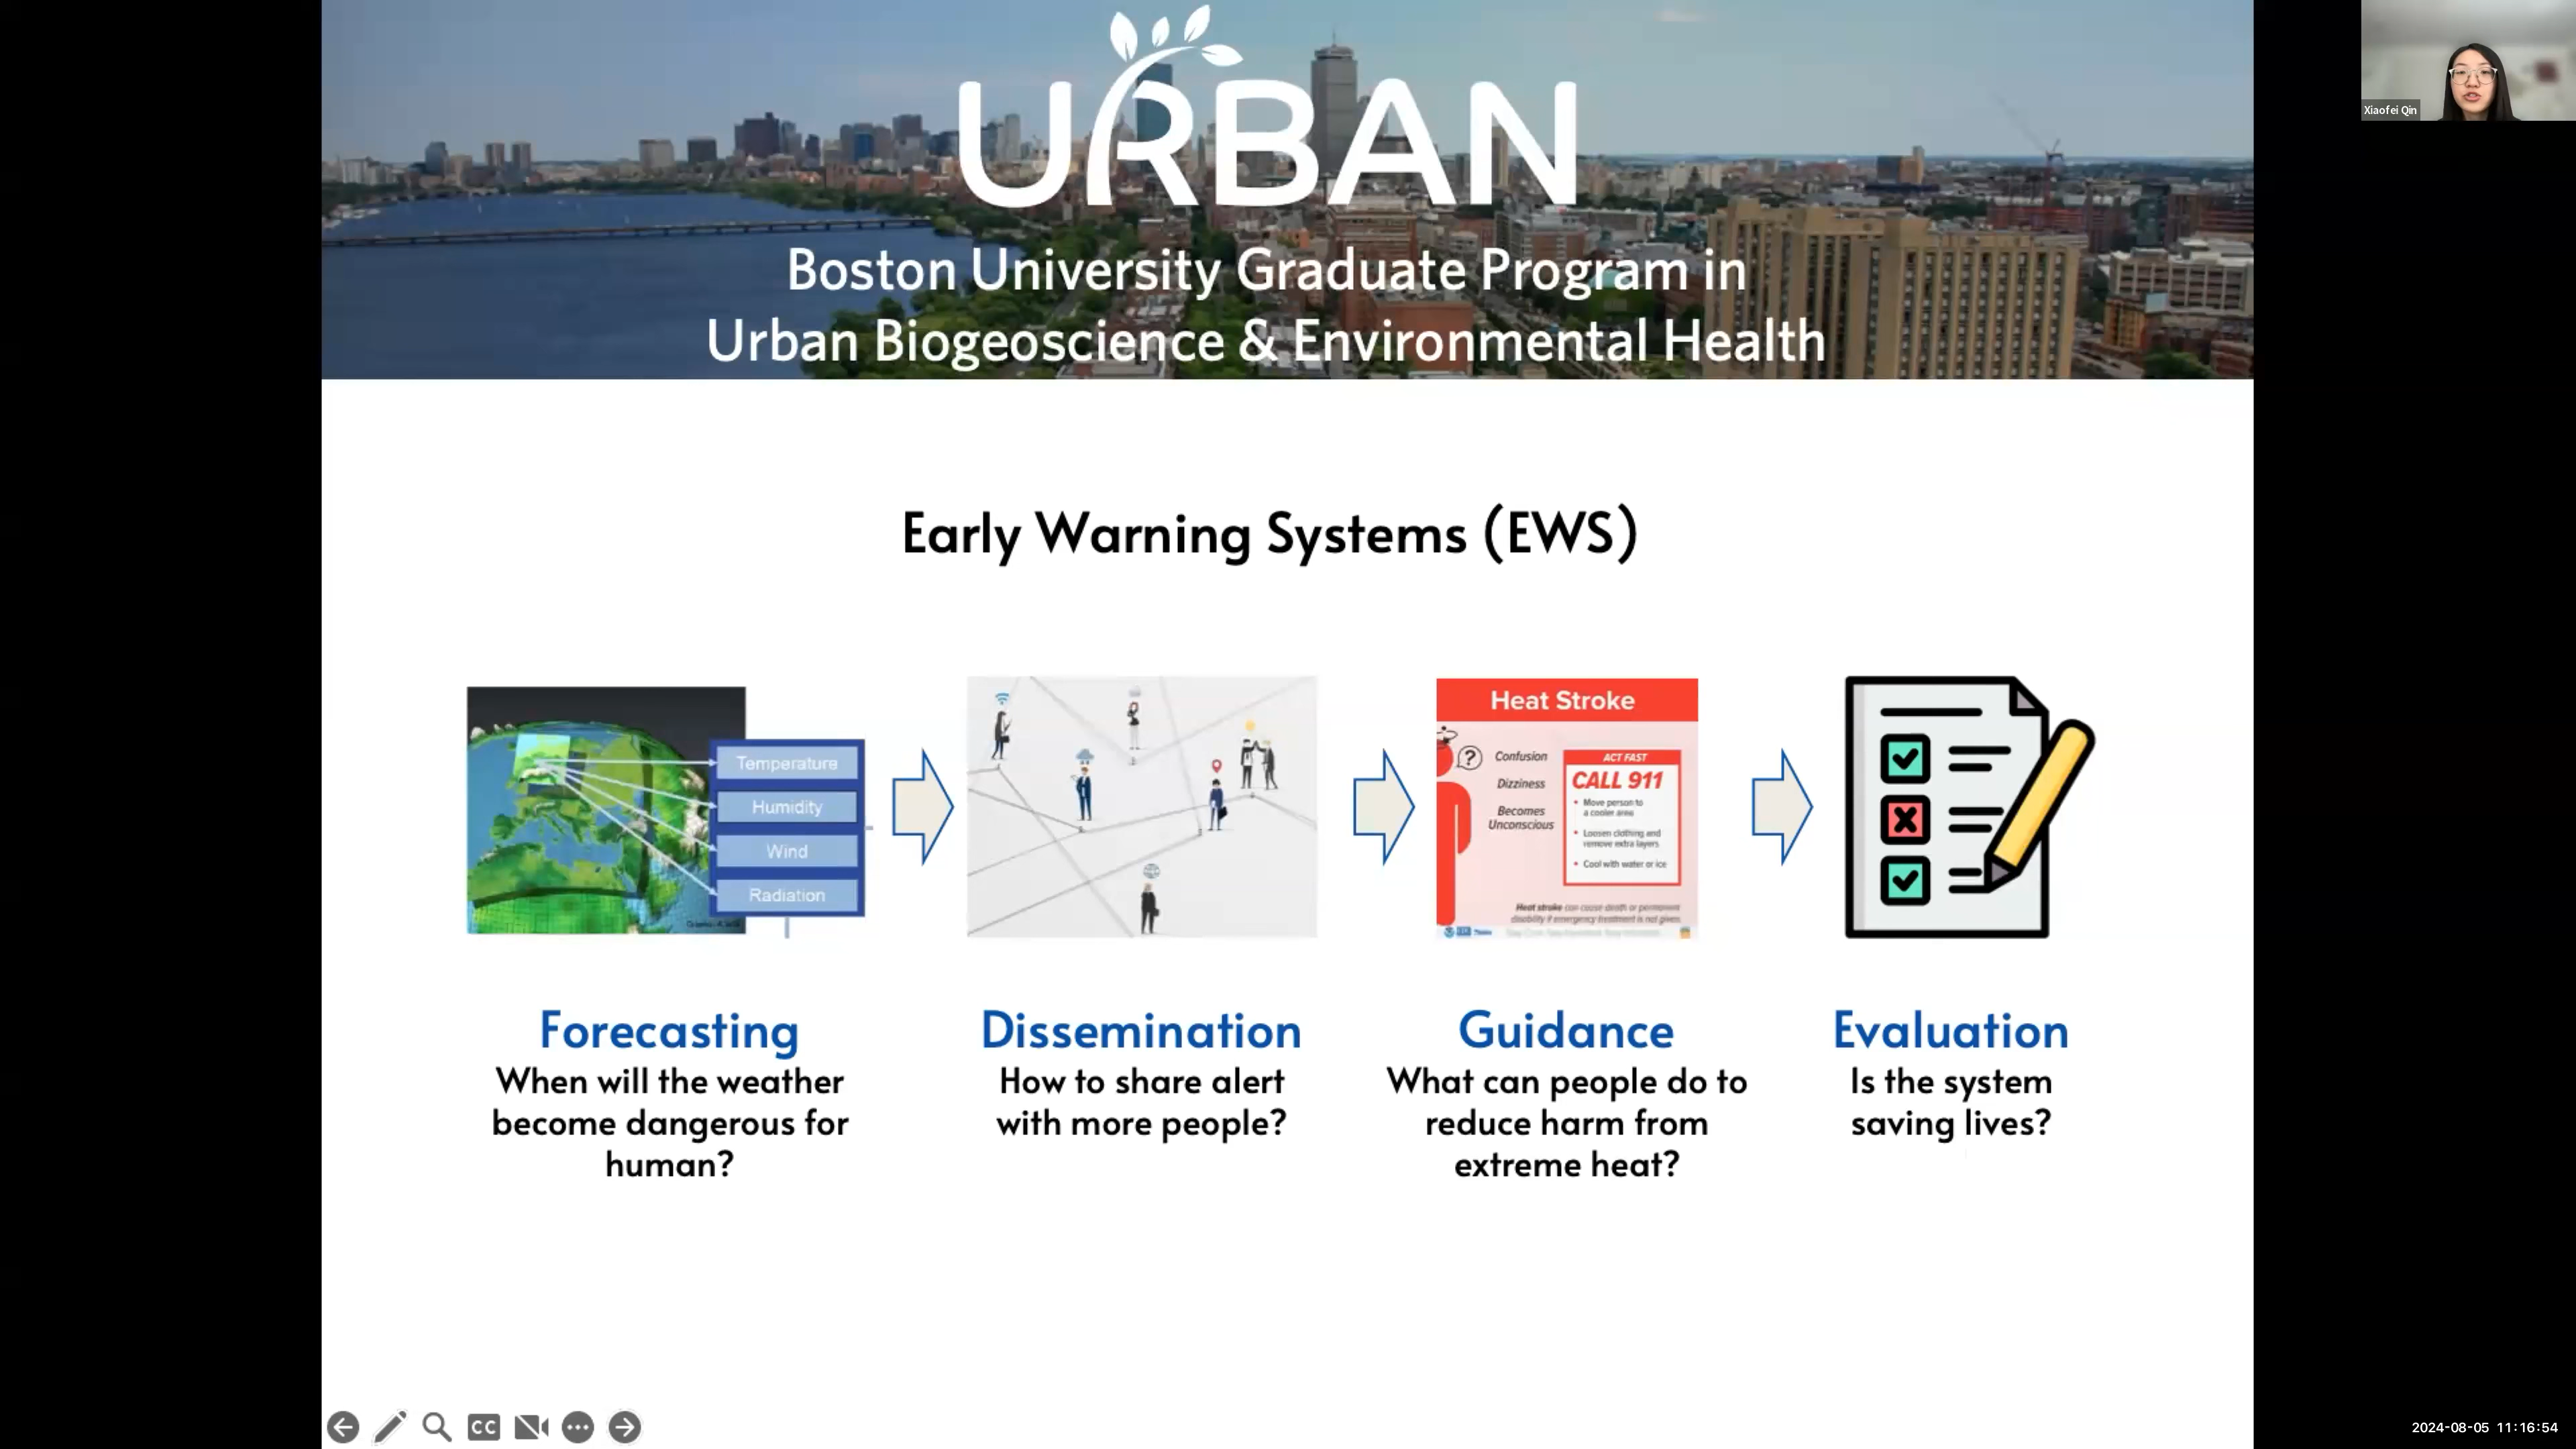 URBAN
Boston University Graduate Program in
Urban Biogeoscience & Environmental Health
Xiaofei Qin
Early Warning Systems (EWS)
Temperature
Humidity
Wind
Radiation
Heat Stroke
?
Confusion
Dizziness
Becomes
Unconscious
ACT FAST
CALL 911
• Move person to
a cooler area
• Loosen clothing and
remove extra layers
• Cool with water or ice
Heat stroke can cause death or permanent
disability if emergency treatment is not given.
Forecasting
When will the weather
become dangerous for
human?
Dissemination
How to share alert
with more people?
Guidance
What can people do to
reduce harm from
extreme heat?
Evaluation
Is the system
saving lives?
CC
2024-08-05 11:16:54